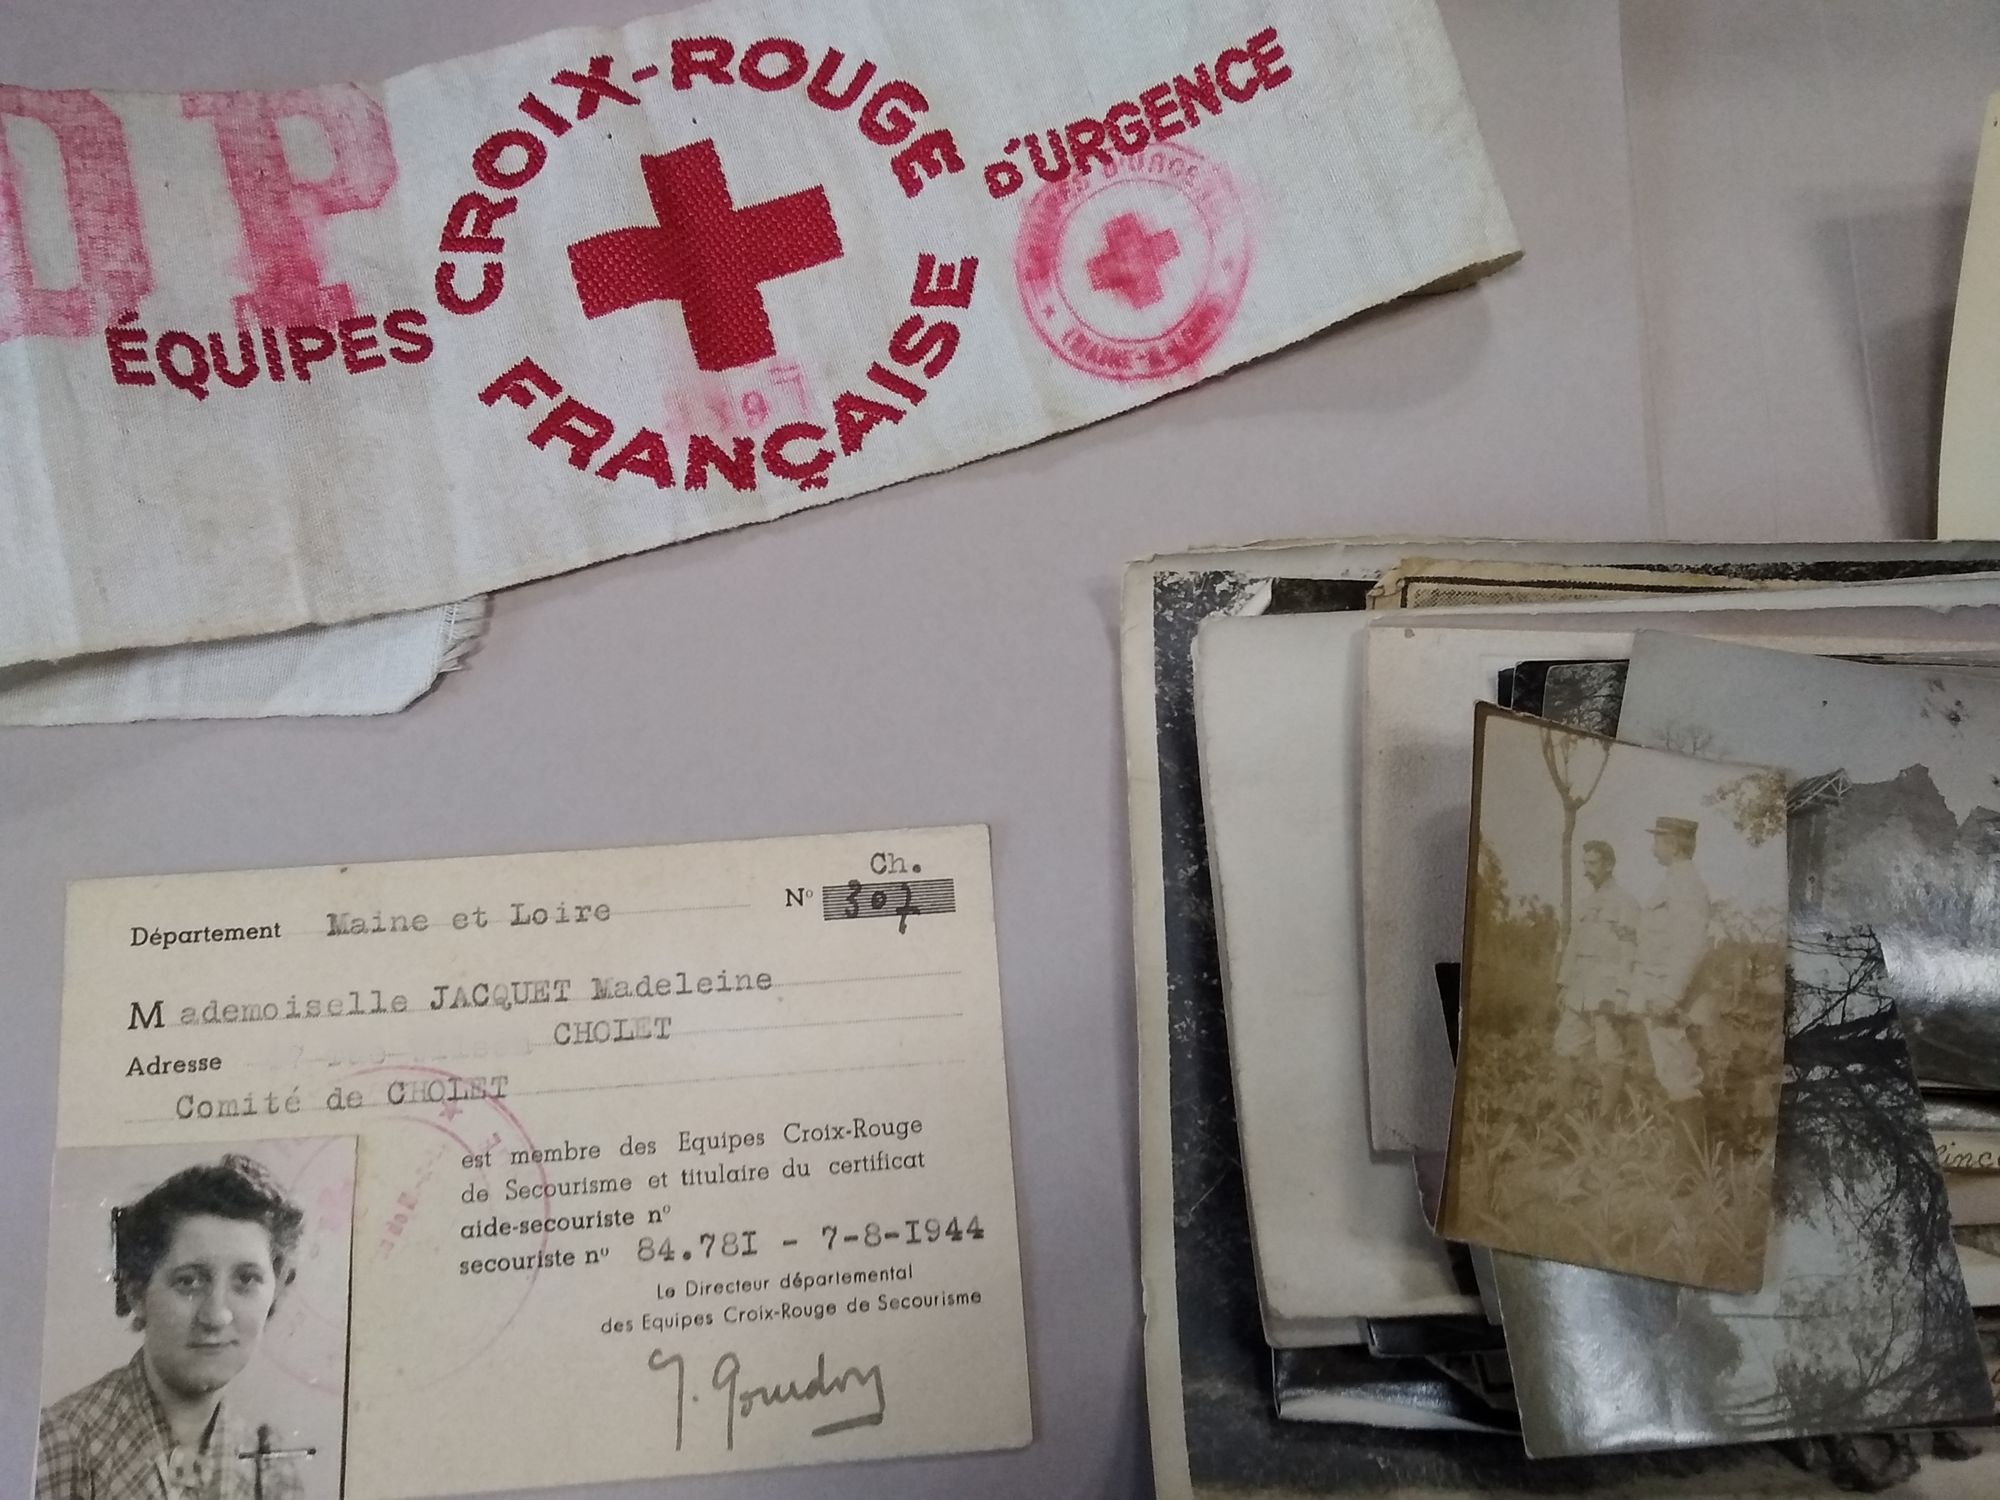 DP
ÉQUIPES CROIX-ROUGE FRANÇAISE D'URGENCE
Ch.
Département Maine et Loire N° 307
Mademoiselle JACQUET Madeleine
Adresse CHOLET
Comité de CHOLET
est membre des Equipes Croix-Rouge
de Secourisme et titulaire du certificat
aide-secouriste n°
secouriste n° 84.78I - 7-8-I944
Le Directeur départemental
des Equipes Croix-Rouge de Secourisme